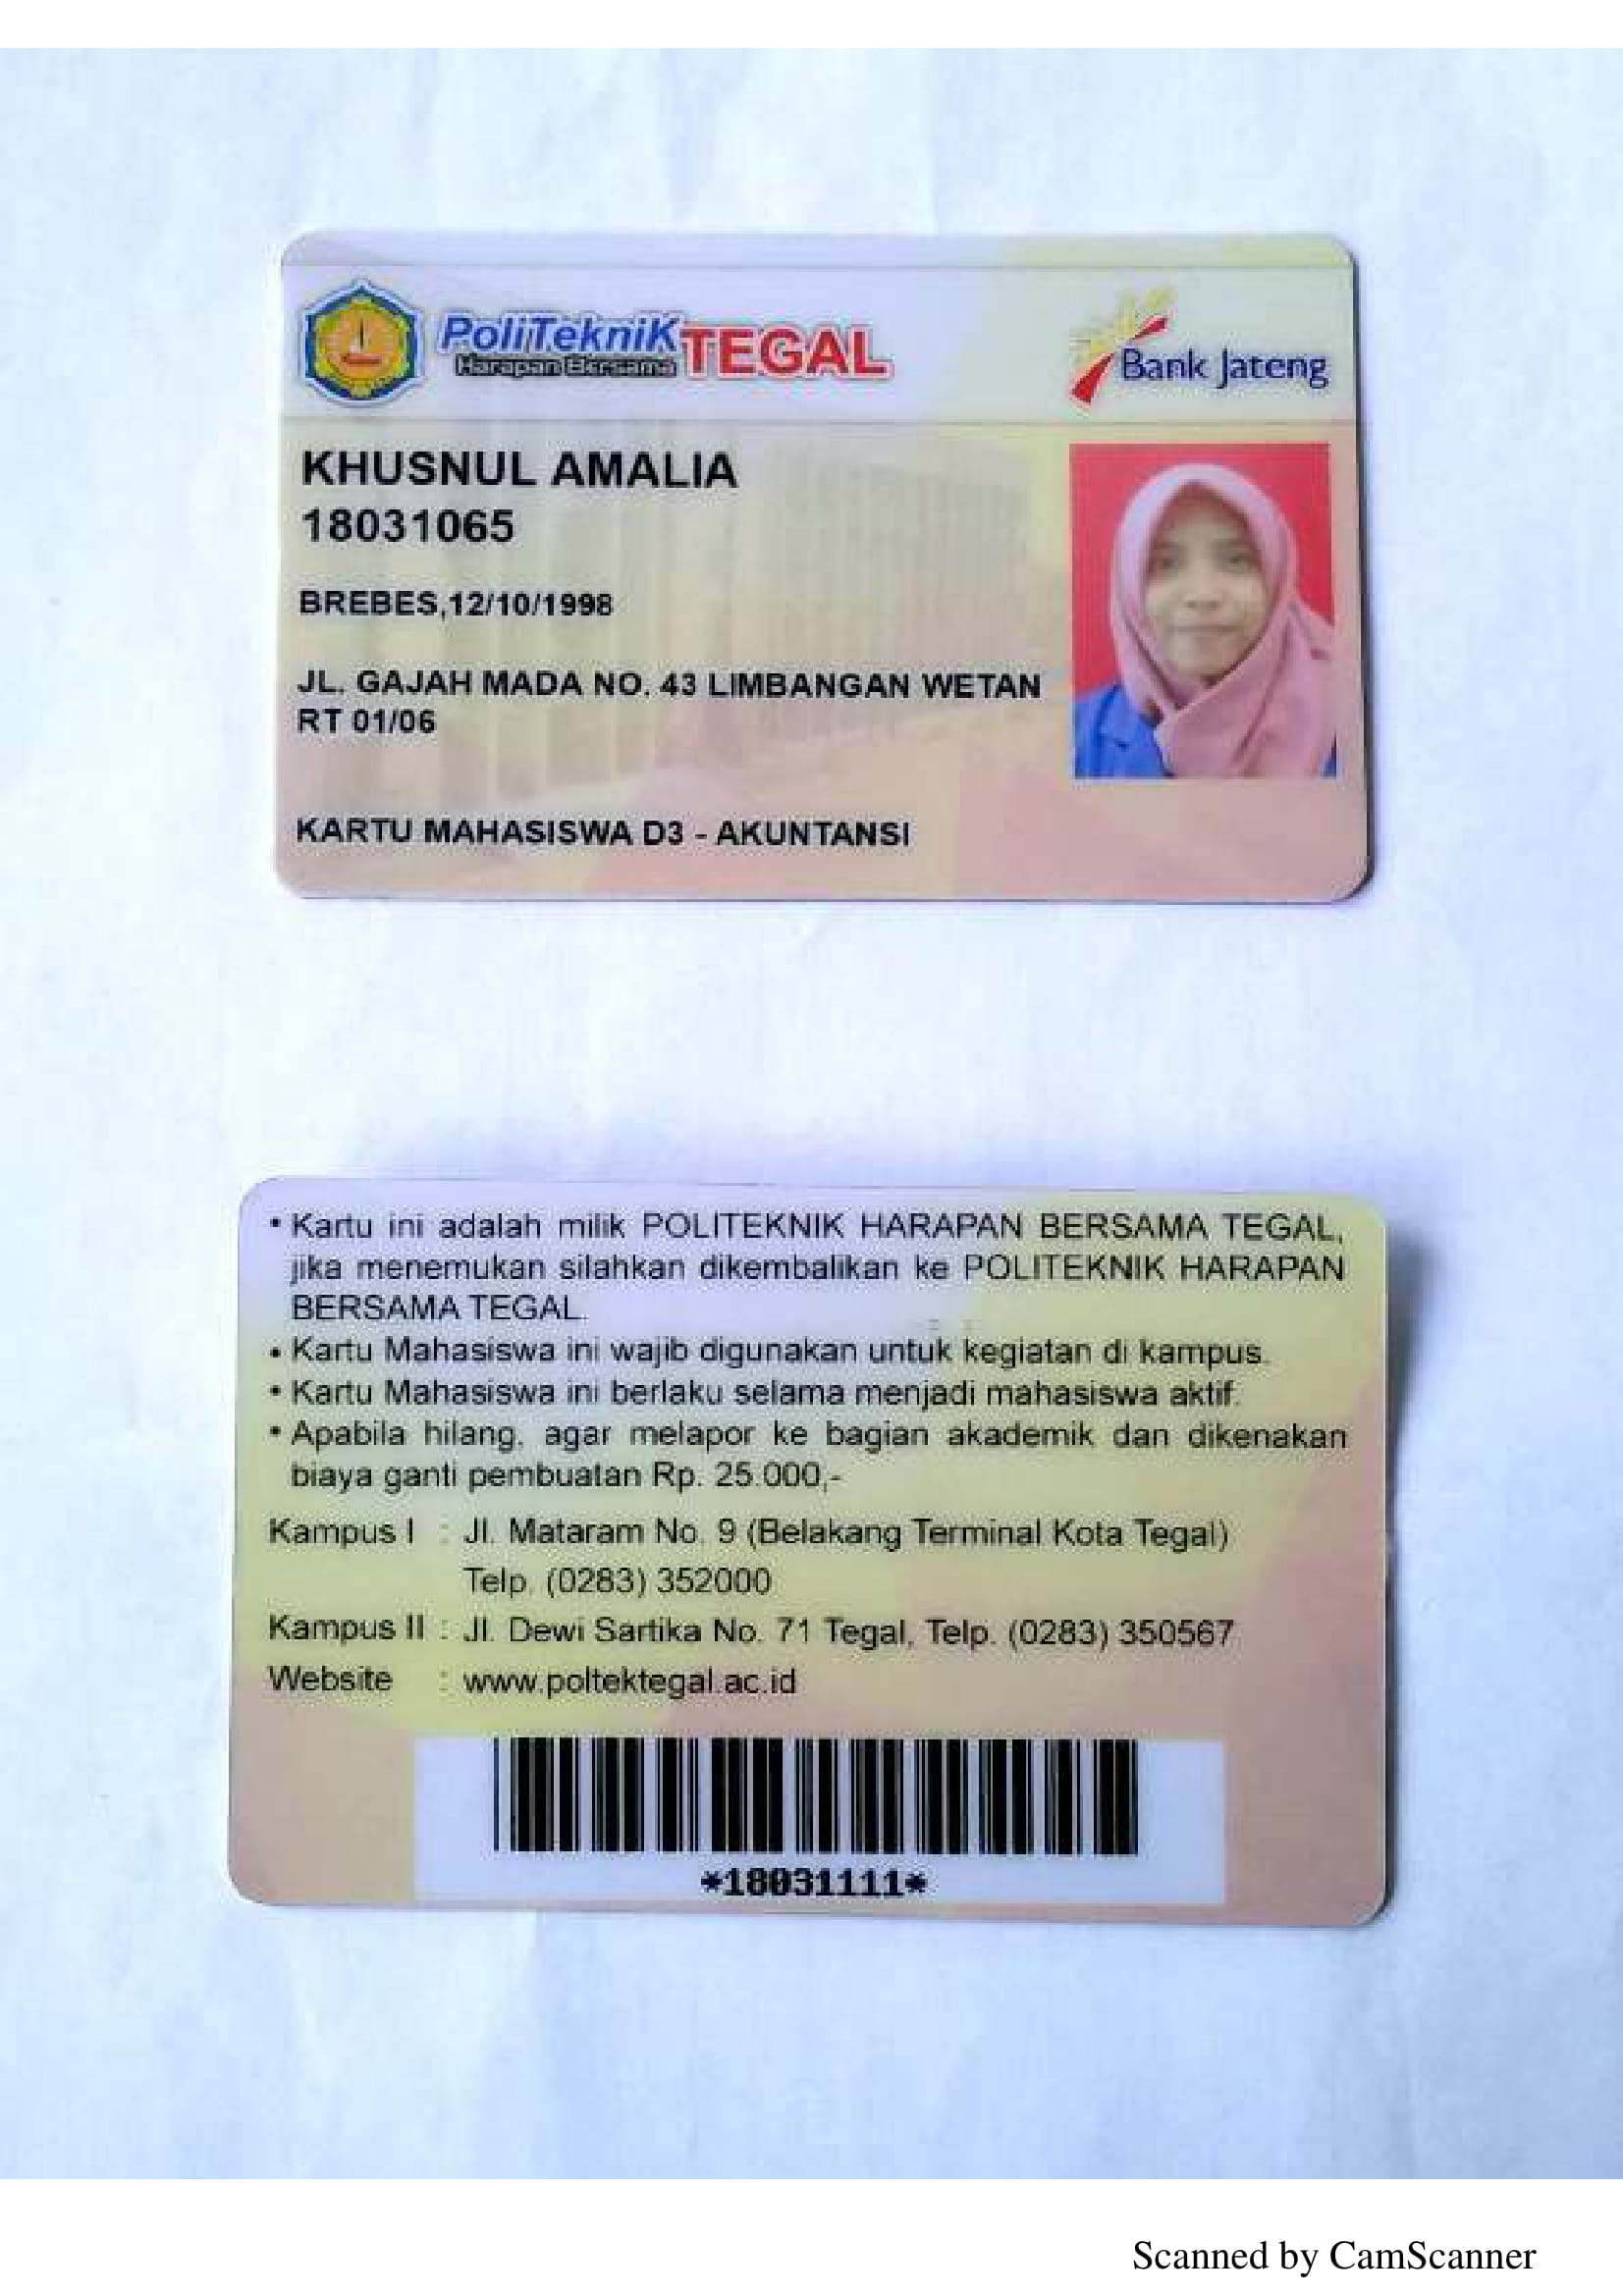 PoliTekniK
Harapan Bersama
TEGAL
Bank Jateng
KHUSNUL AMALIA
18031065
BREBES,12/10/1998
JL. GAJAH MADA NO. 43 LIMBANGAN WETAN
RT 01/06
KARTU MAHASISWA D3 - AKUNTANSI
• Kartu ini adalah milik POLITEKNIK HARAPAN BERSAMA TEGAL,
jika menemukan silahkan dikembalikan ke POLITEKNIK HARAPAN
BERSAMA TEGAL.
• Kartu Mahasiswa ini wajib digunakan untuk kegiatan di kampus.
• Kartu Mahasiswa ini berlaku selama menjadi mahasiswa aktif.
• Apabila hilang, agar melapor ke bagian akademik dan dikenakan
biaya ganti pembuatan Rp. 25.000,-
Kampus I : Jl. Mataram No. 9 (Belakang Terminal Kota Tegal)
Telp. (0283) 352000
Kampus II : Jl. Dewi Sartika No. 71 Tegal, Telp. (0283) 350567
Website : www.poltektegal.ac.id
*18031111*
Scanned by CamScanner